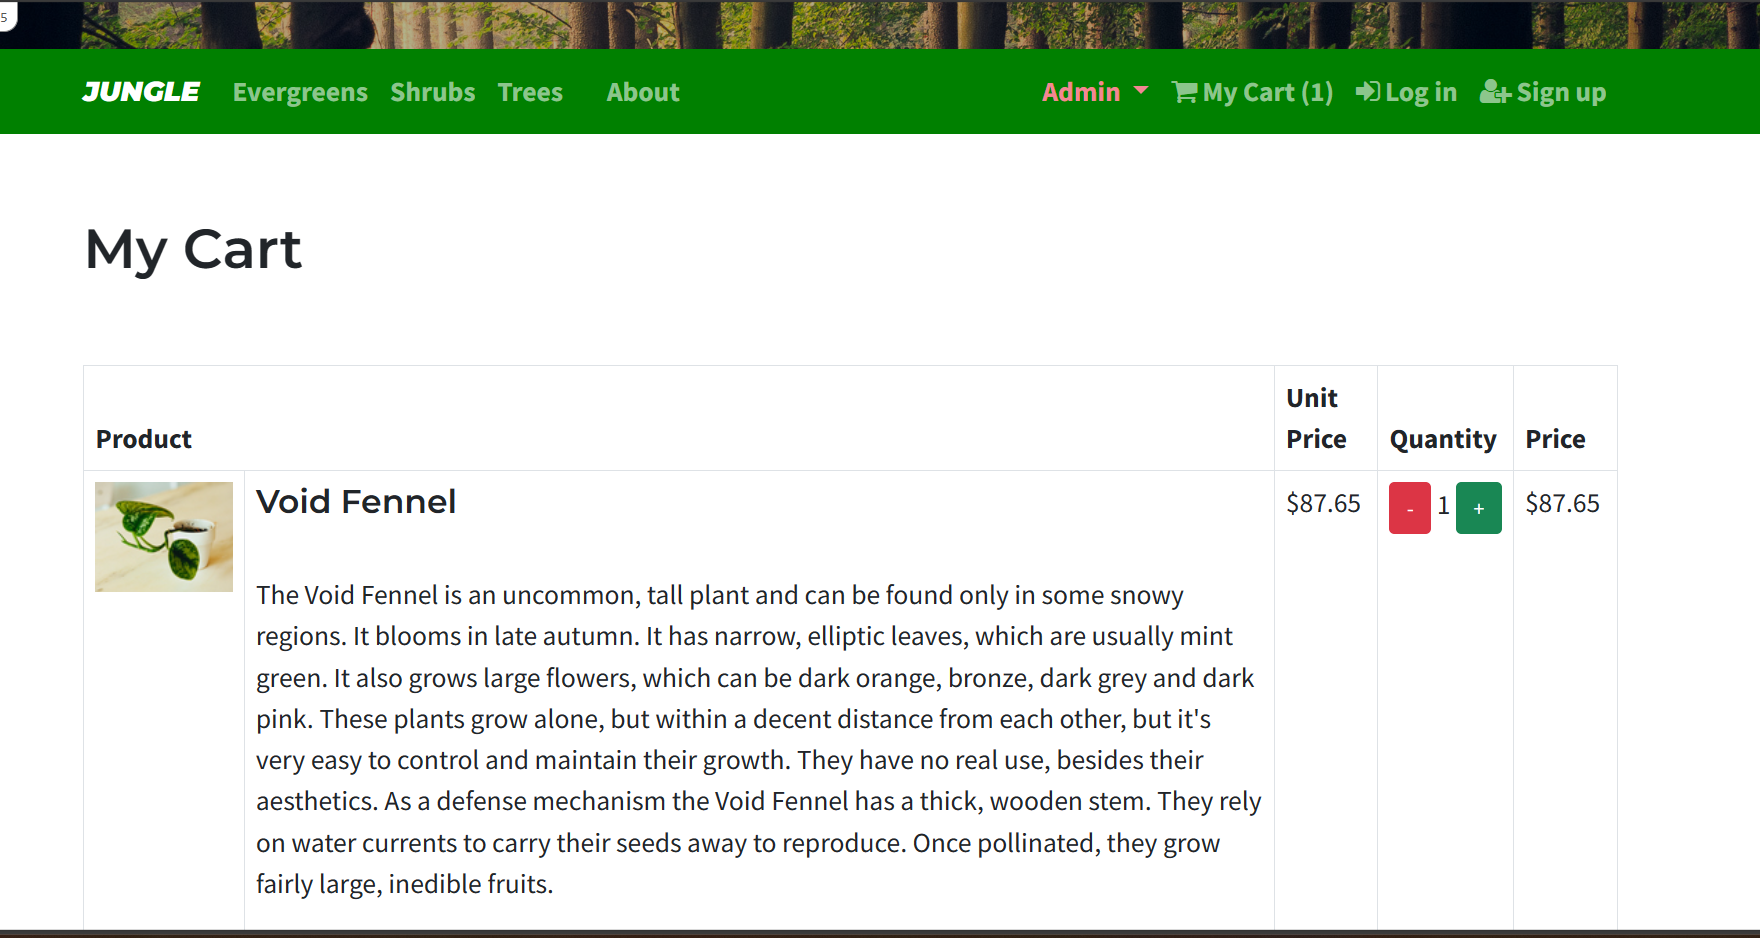 5
JUNGLE Evergreens Shrubs Trees About Admin My Cart (1) Log in Sign up
My Cart
Product Unit Price Quantity Price
Void Fennel $87.65 - 1 + $87.65
The Void Fennel is an uncommon, tall plant and can be found only in some snowy
regions. It blooms in late autumn. It has narrow, elliptic leaves, which are usually mint
green. It also grows large flowers, which can be dark orange, bronze, dark grey and dark
pink. These plants grow alone, but within a decent distance from each other, but it's
very easy to control and maintain their growth. They have no real use, besides their
aesthetics. As a defense mechanism the Void Fennel has a thick, wooden stem. They rely
on water currents to carry their seeds away to reproduce. Once pollinated, they grow
fairly large, inedible fruits.